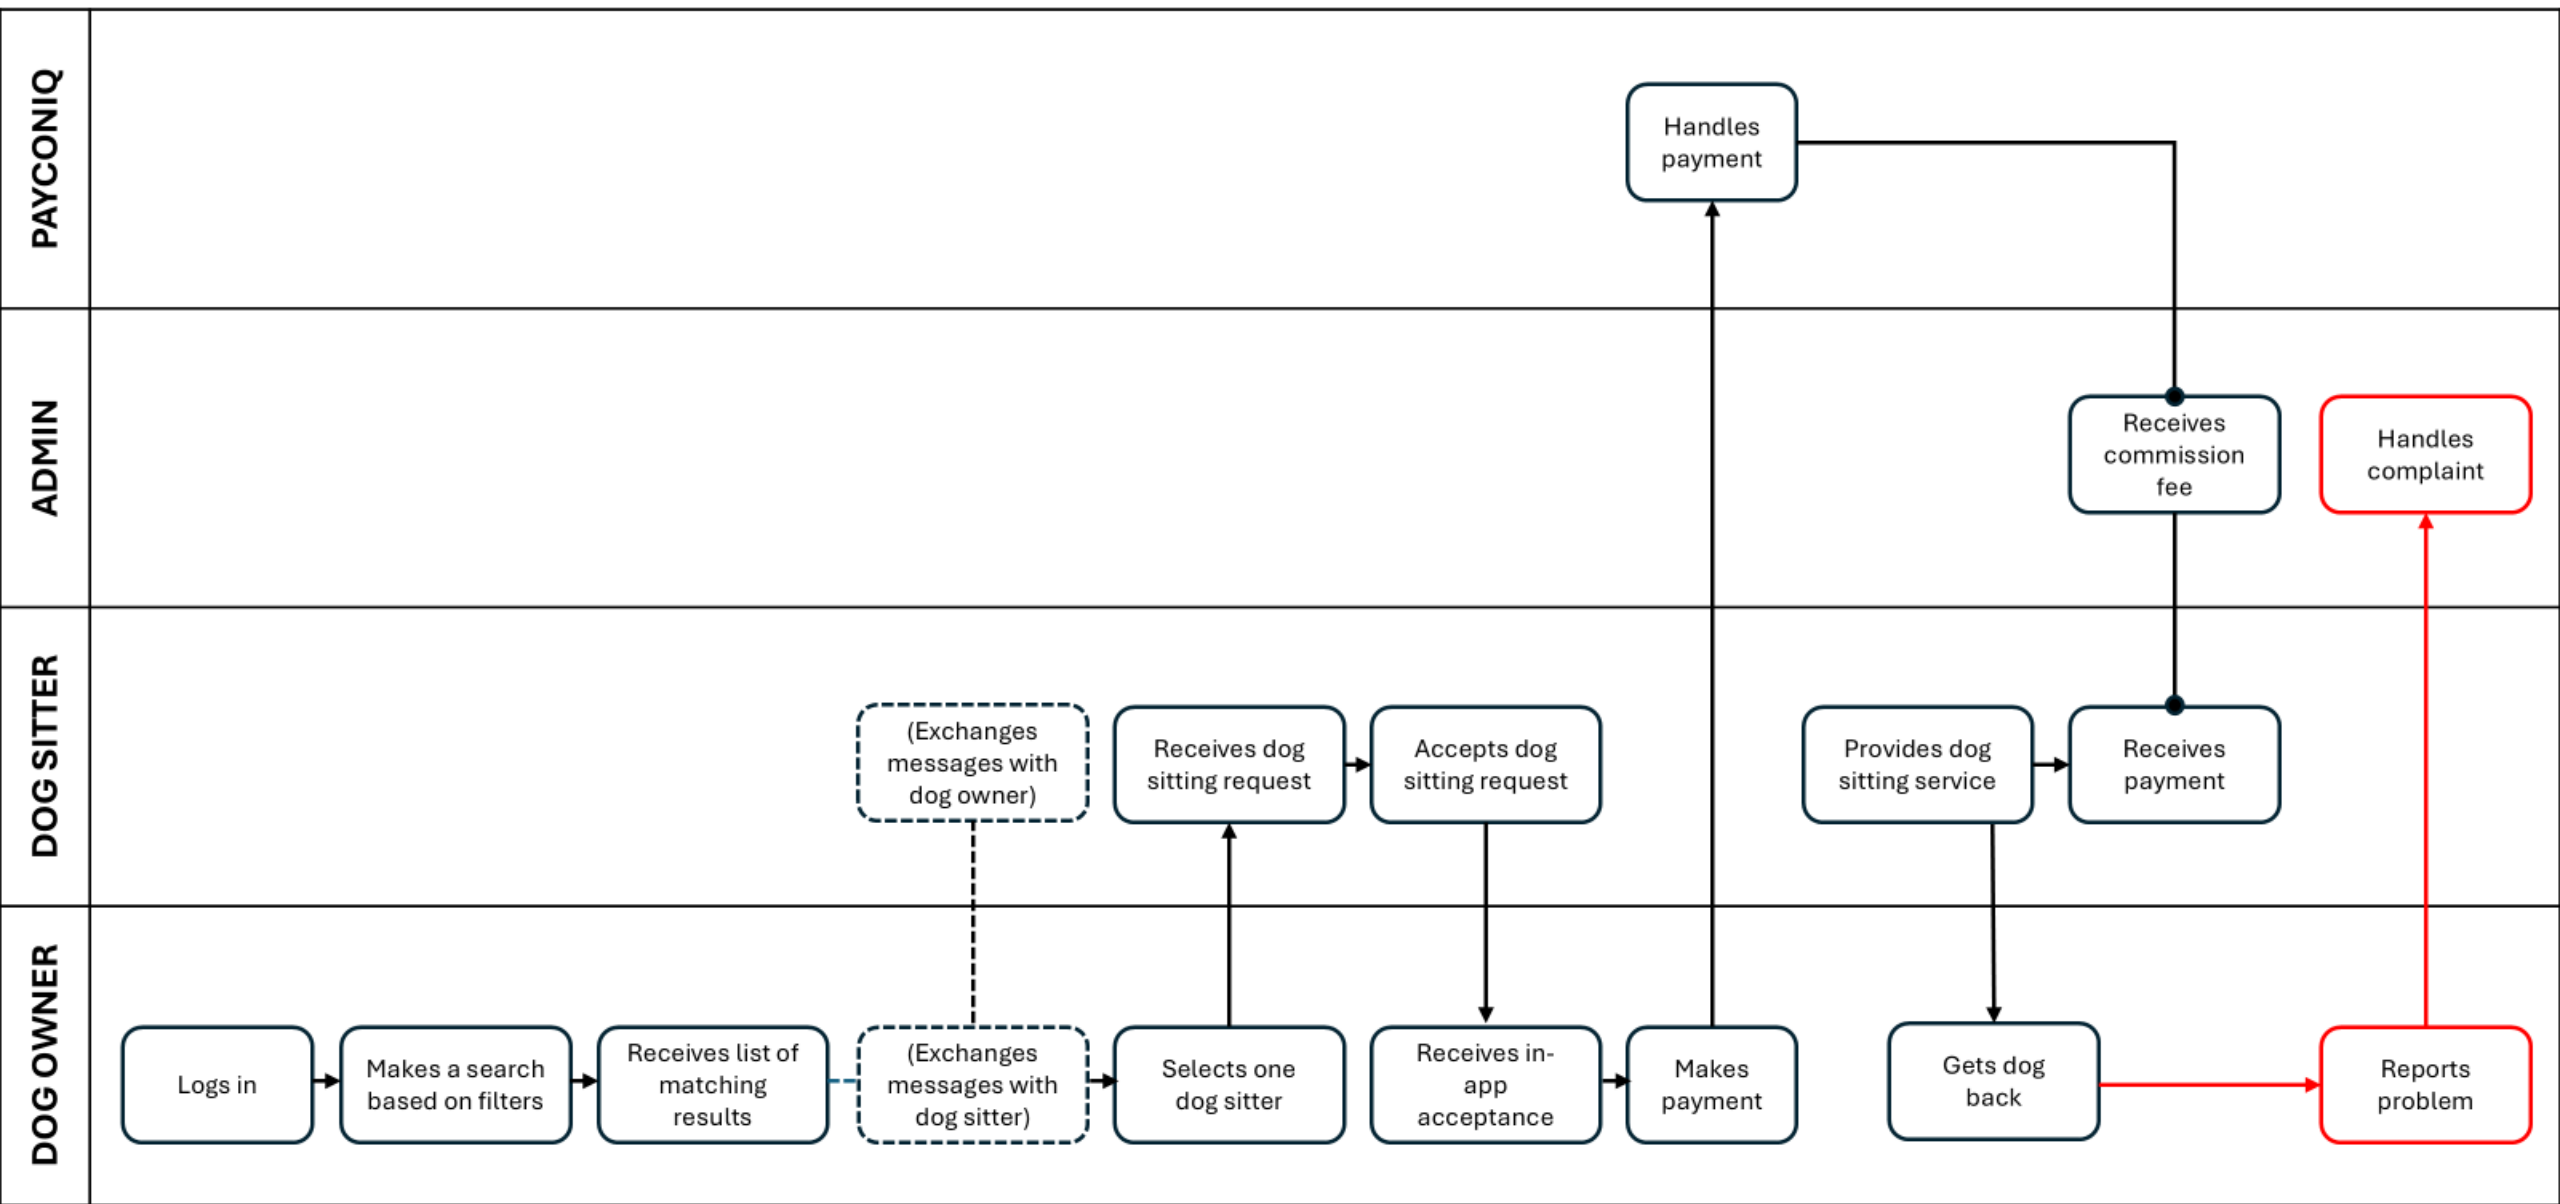 PAYCONIQ
Handles
payment
ADMIN
Receives
commission
fee
Handles
complaint
DOG SITTER
(Exchanges
messages with
dog owner)
Receives dog
sitting request
Accepts dog
sitting request
Provides dog
sitting service
Receives
payment
DOG OWNER
Logs in
Makes a search
based on filters
Receives list of
matching
results
(Exchanges
messages with
dog sitter)
Selects one
dog sitter
Receives in-
app
acceptance
Makes
payment
Gets dog
back
Reports
problem